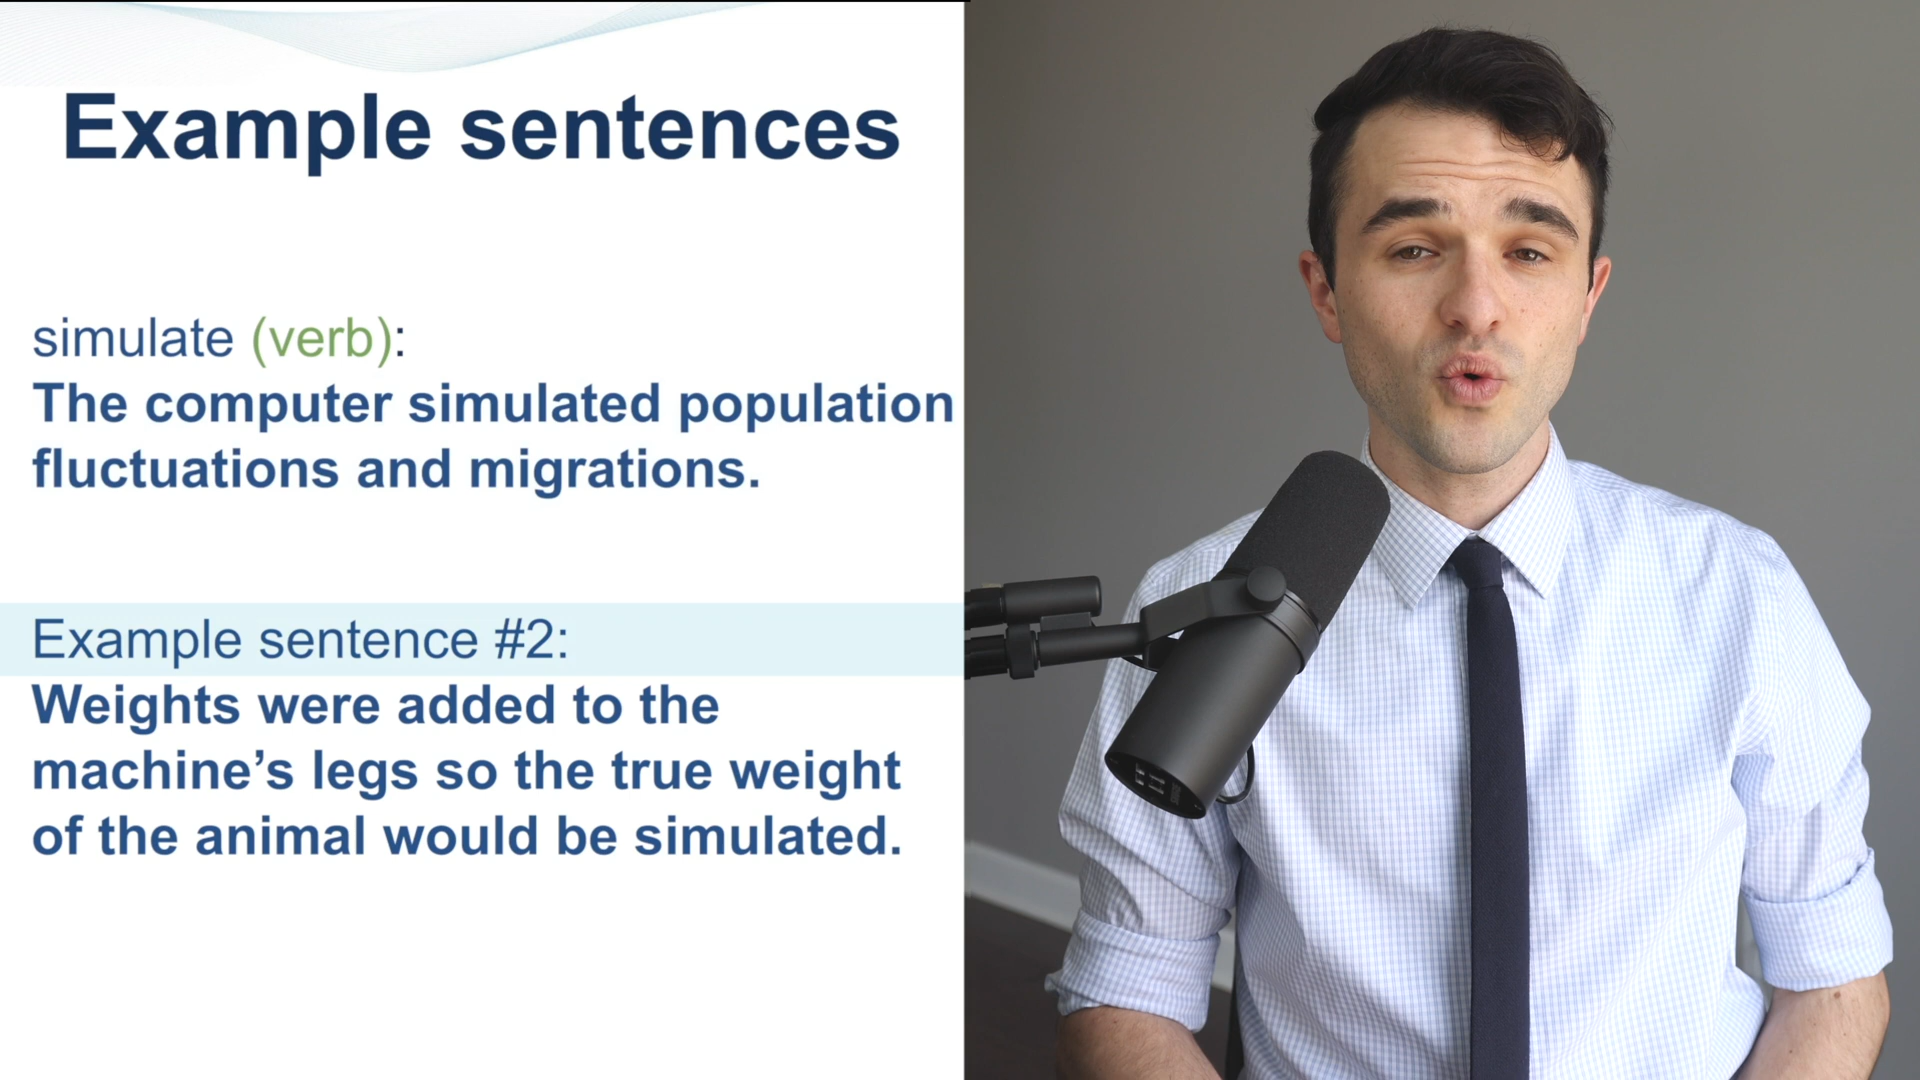 Example sentences
simulate (verb):
The computer simulated population
fluctuations and migrations.
Example sentence #2:
Weights were added to the
machine’s legs so the true weight
of the animal would be simulated.